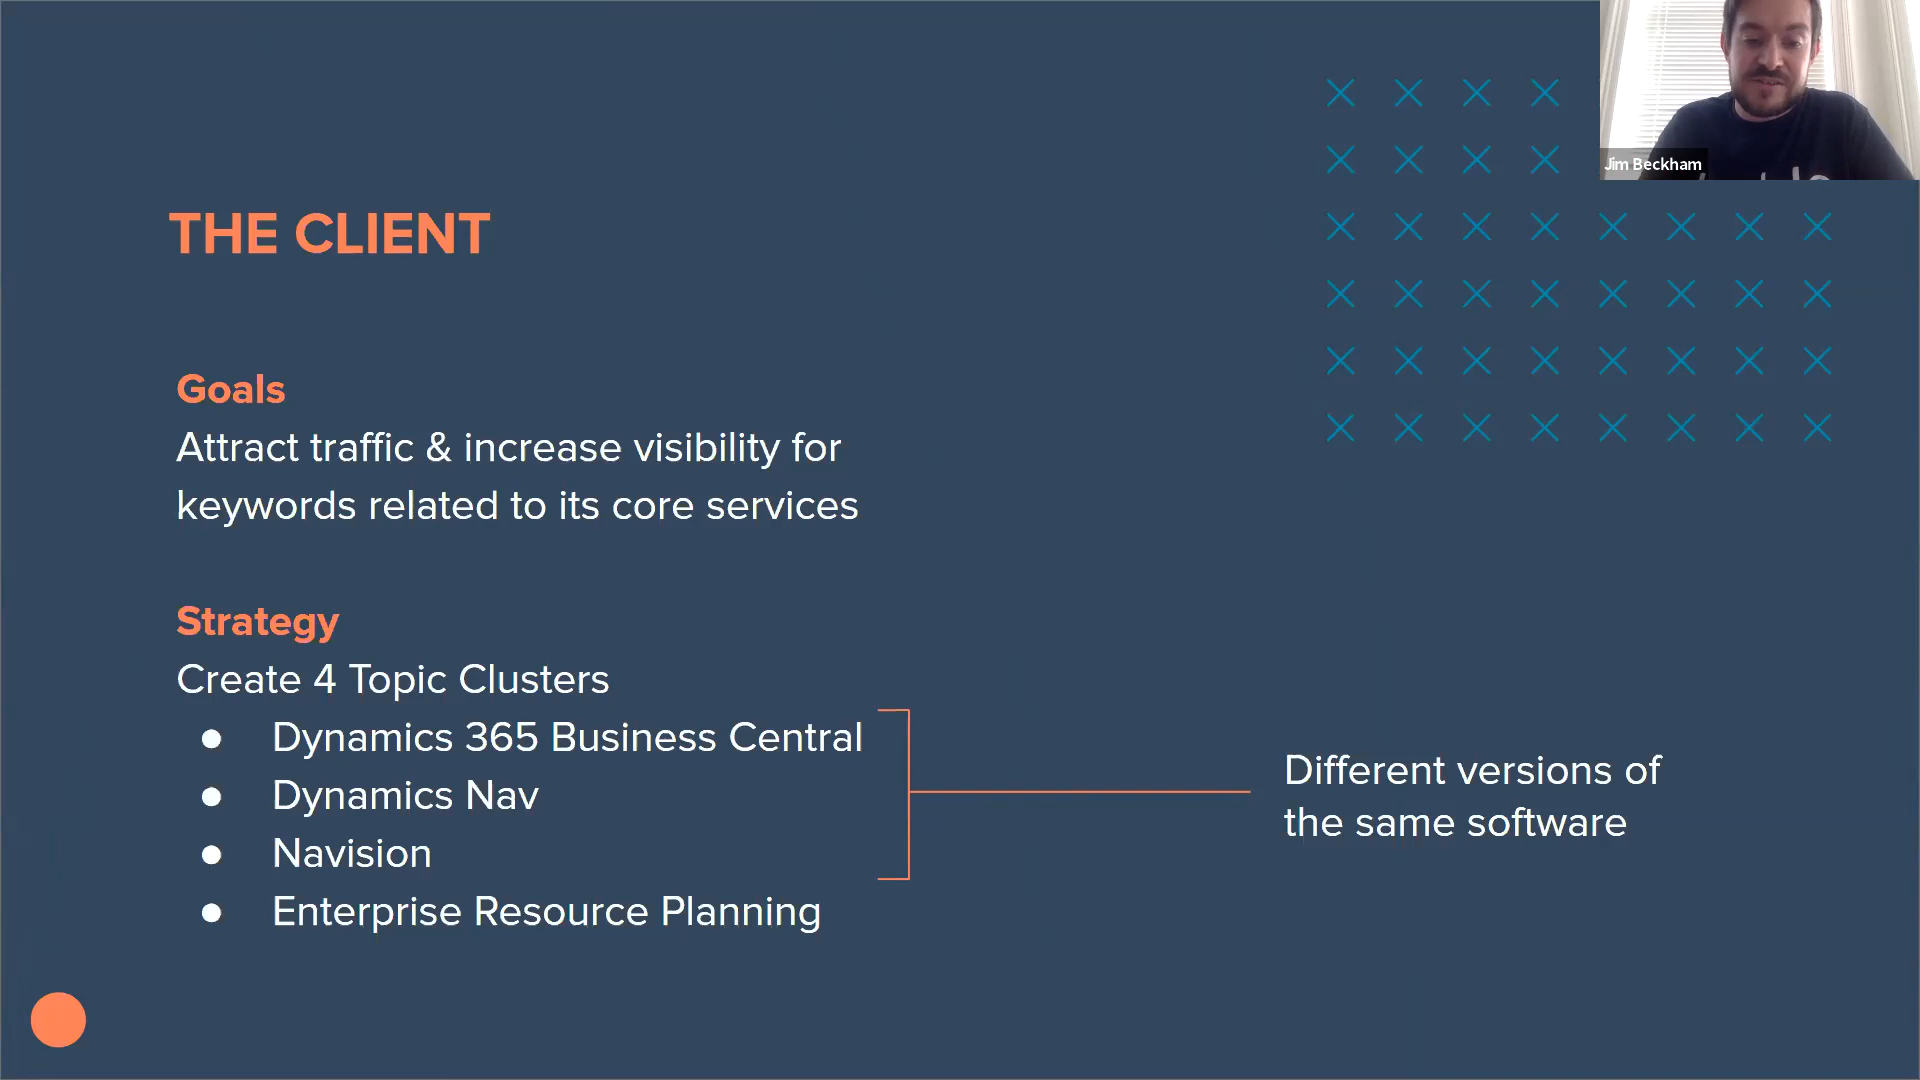 Jim Beckham
THE CLIENT
Goals
Attract traffic & increase visibility for
keywords related to its core services
Strategy
Create 4 Topic Clusters
● Dynamics 365 Business Central
● Dynamics Nav
● Navision
● Enterprise Resource Planning
Different versions of
the same software